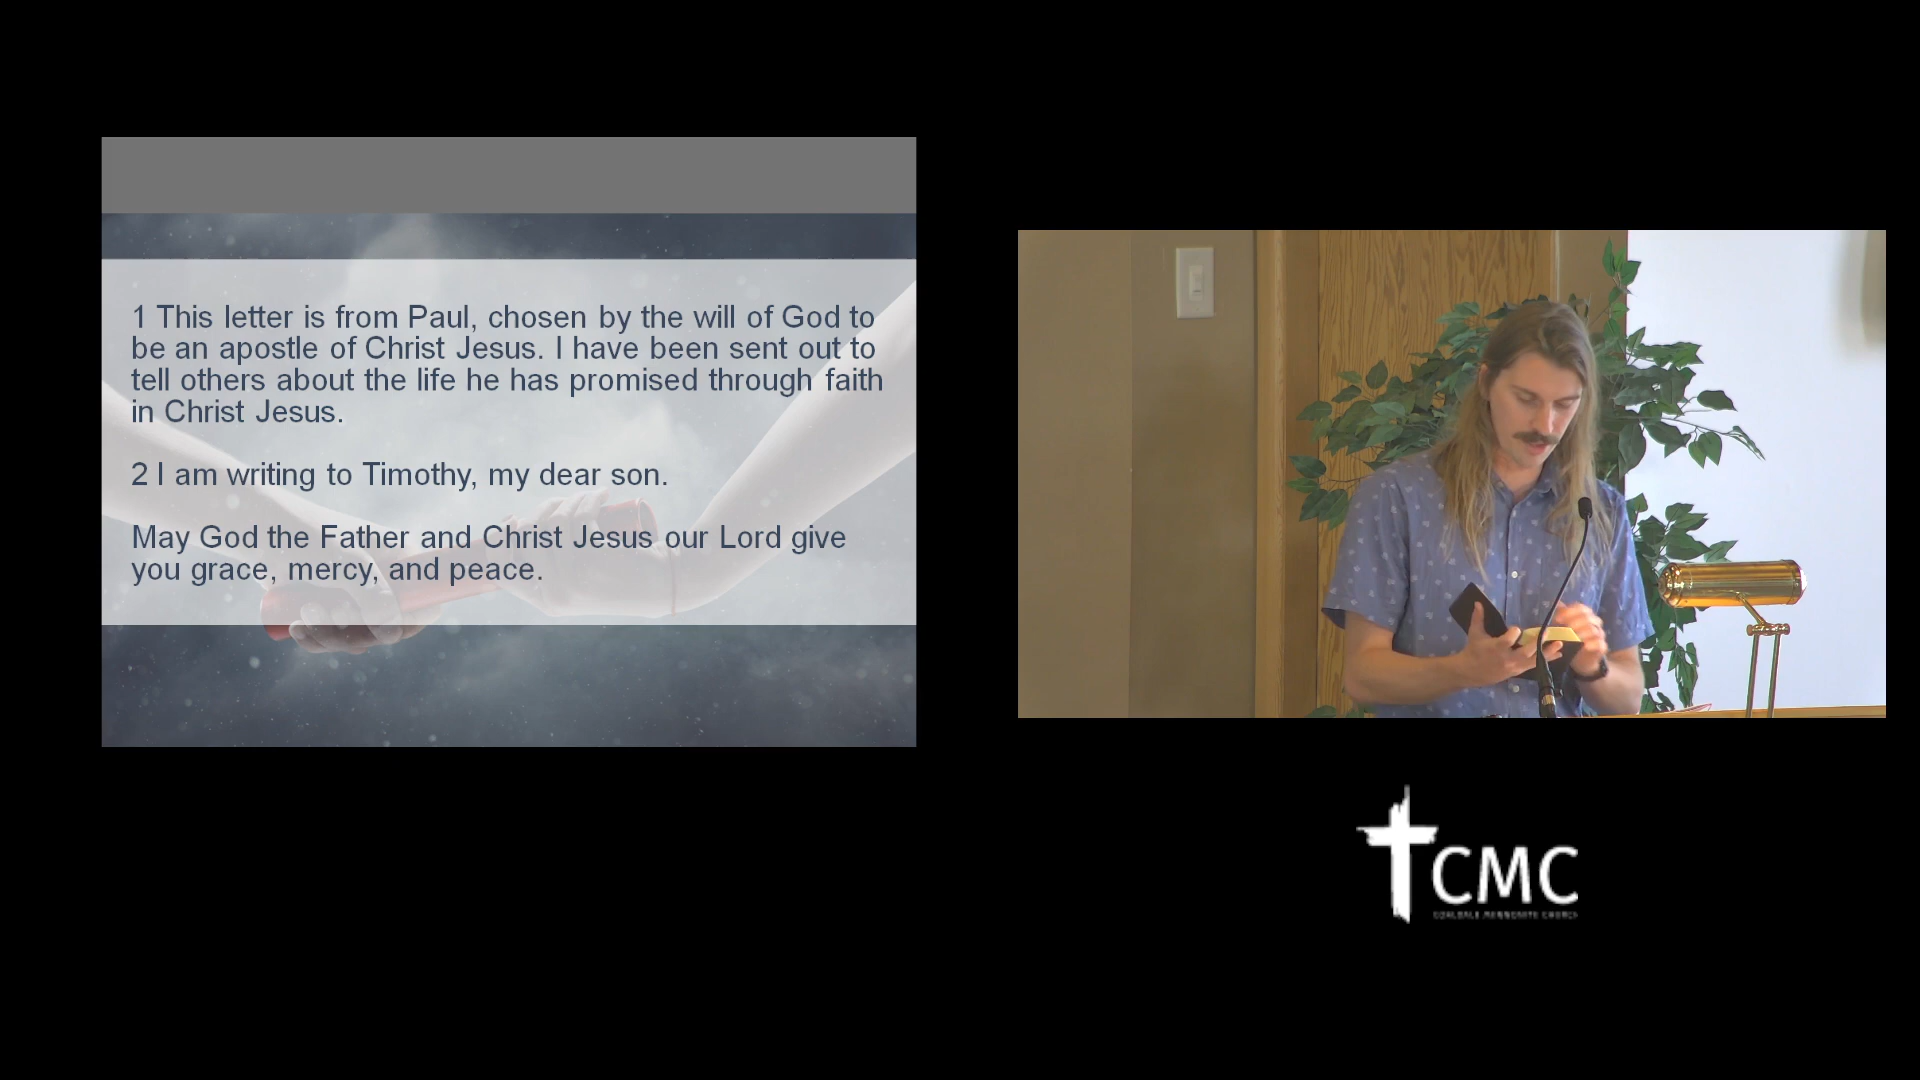 1 This letter is from Paul, chosen by the will of God to
be an apostle of Christ Jesus. I have been sent out to
tell others about the life he has promised through faith
in Christ Jesus.
2 I am writing to Timothy, my dear son.
May God the Father and Christ Jesus our Lord give
you grace, mercy, and peace.
CMC
COALDALE MENNONITE CHURCH